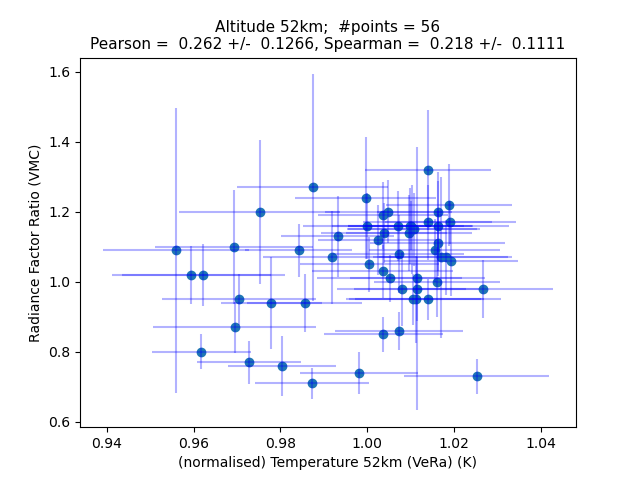 Altitude 52km;  #points = 56
Pearson =  0.262 +/-  0.1266, Spearman =  0.218 +/-  0.1111
1.6
1.4
1.2
1.0
0.8
0.6
Radiance Factor Ratio (VMC)
0.94 0.96 0.98 1.00 1.02 1.04
(normalised) Temperature 52km (VeRa) (K)